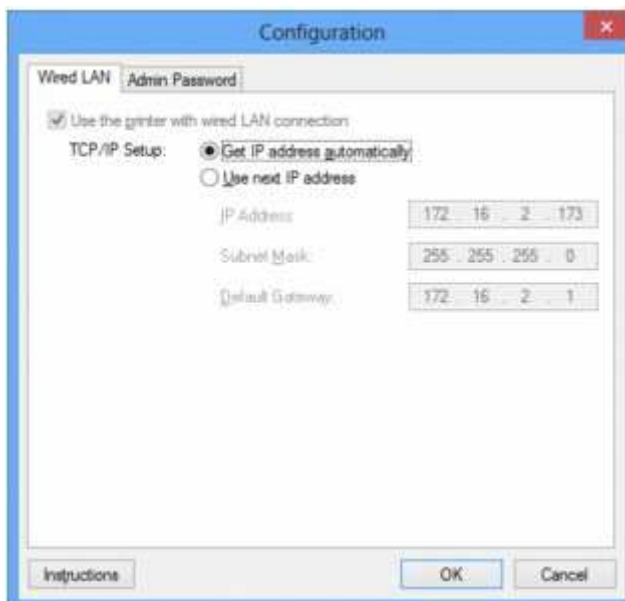 Configuration
Wired LAN Admin Password
Use the printer with wired LAN connection
TCP/IP Setup: Get IP address automatically
Use next IP address
IP Address: 172 . 16 . 2 . 173
Subnet Mask: 255 . 255 . 255 . 0
Default Gateway: 172 . 16 . 2 . 1
Instructions OK Cancel